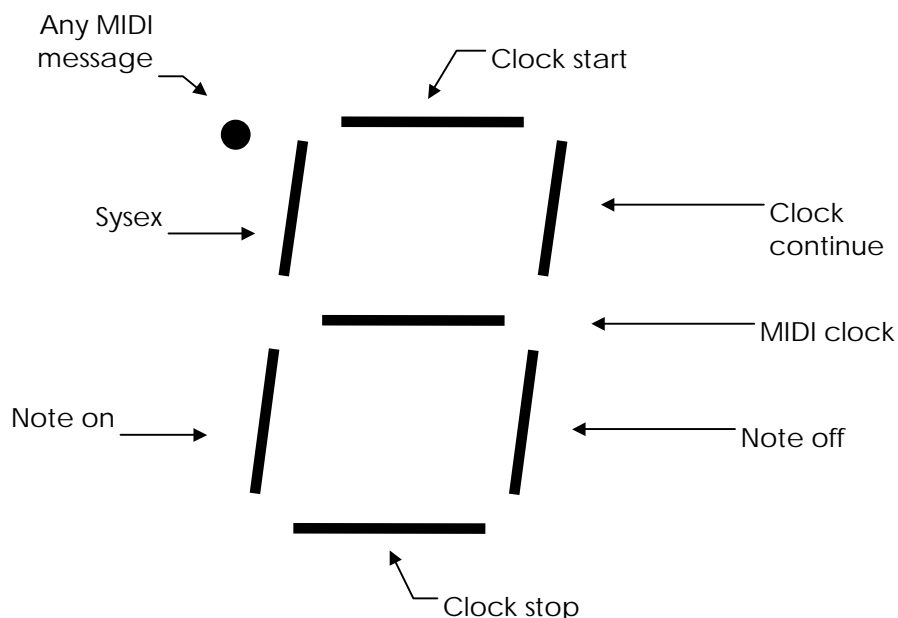 Any MIDI
message
Clock start
Sysex
Clock
continue
MIDI clock
Note on
Note off
Clock stop